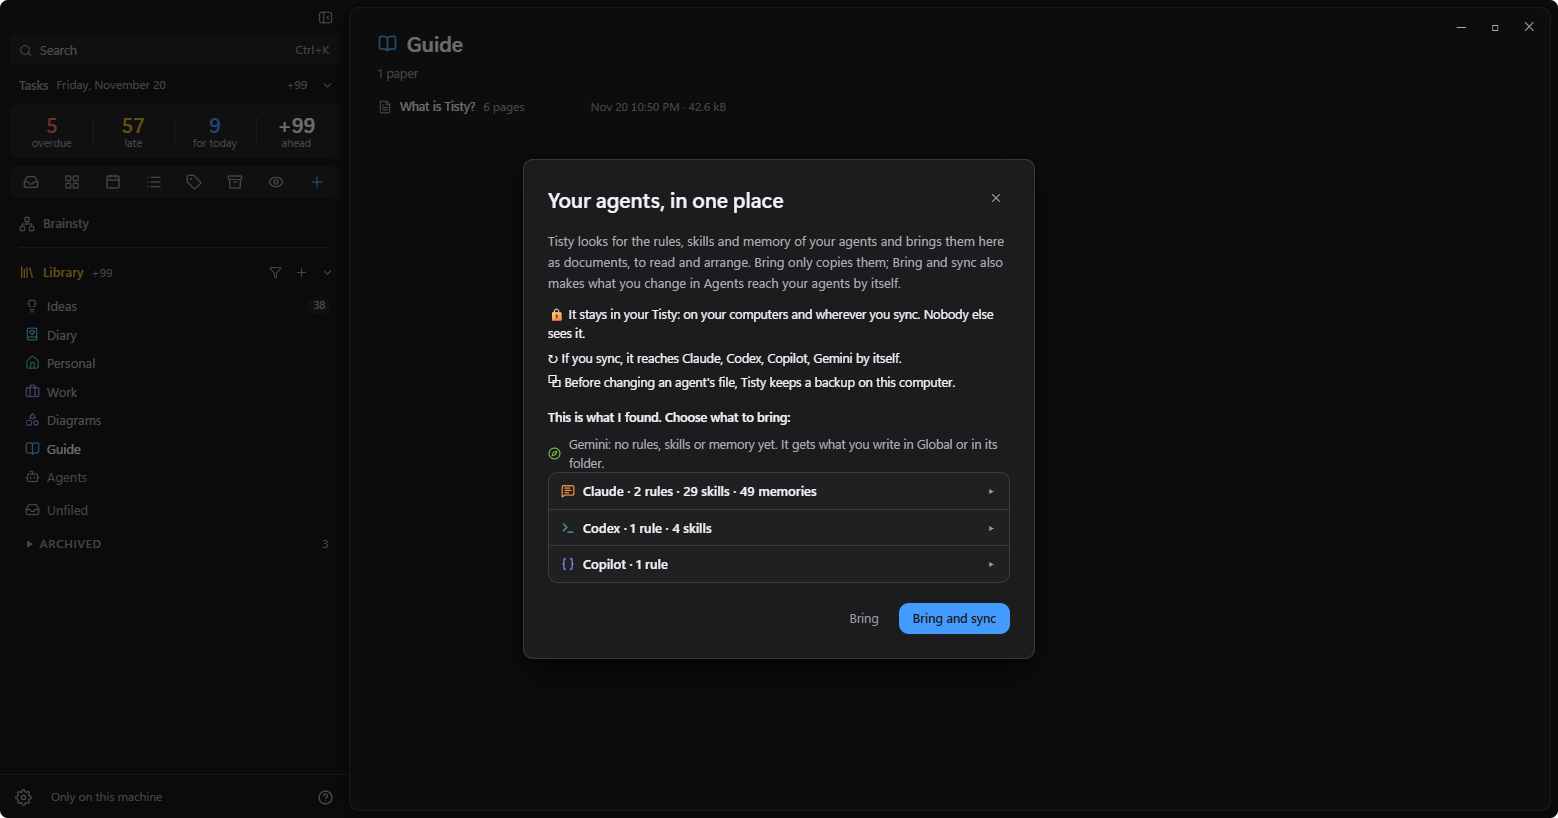 Search Ctrl+K
Tasks Friday, November 20 +99
5 57 9 +99
overdue late for today ahead
Brainsty
Library +99
Ideas 38
Diary
Personal
Work
Diagrams
Guide
Agents
Unfiled
ARCHIVED 3
Only on this machine
Guide
1 paper
What is Tisty? 6 pages Nov 20 10:50 PM · 42.6 kB
Your agents, in one place
Tisty looks for the rules, skills and memory of your agents and brings them here
as documents, to read and arrange. Bring only copies them; Bring and sync also
makes what you change in Agents reach your agents by itself.
🔒 It stays in your Tisty: on your computers and wherever you sync. Nobody else
sees it.
↻ If you sync, it reaches Claude, Codex, Copilot, Gemini by itself.
Before changing an agent's file, Tisty keeps a backup on this computer.
This is what I found. Choose what to bring:
Gemini: no rules, skills or memory yet. It gets what you write in Global or in its
folder.
Claude · 2 rules · 29 skills · 49 memories
Codex · 1 rule · 4 skills
Copilot · 1 rule
Bring Bring and sync